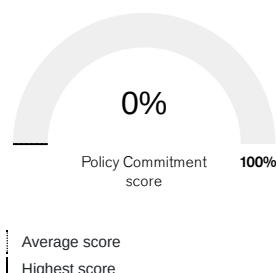 0%
Policy Commitment 100%
score
Average score
Highest score